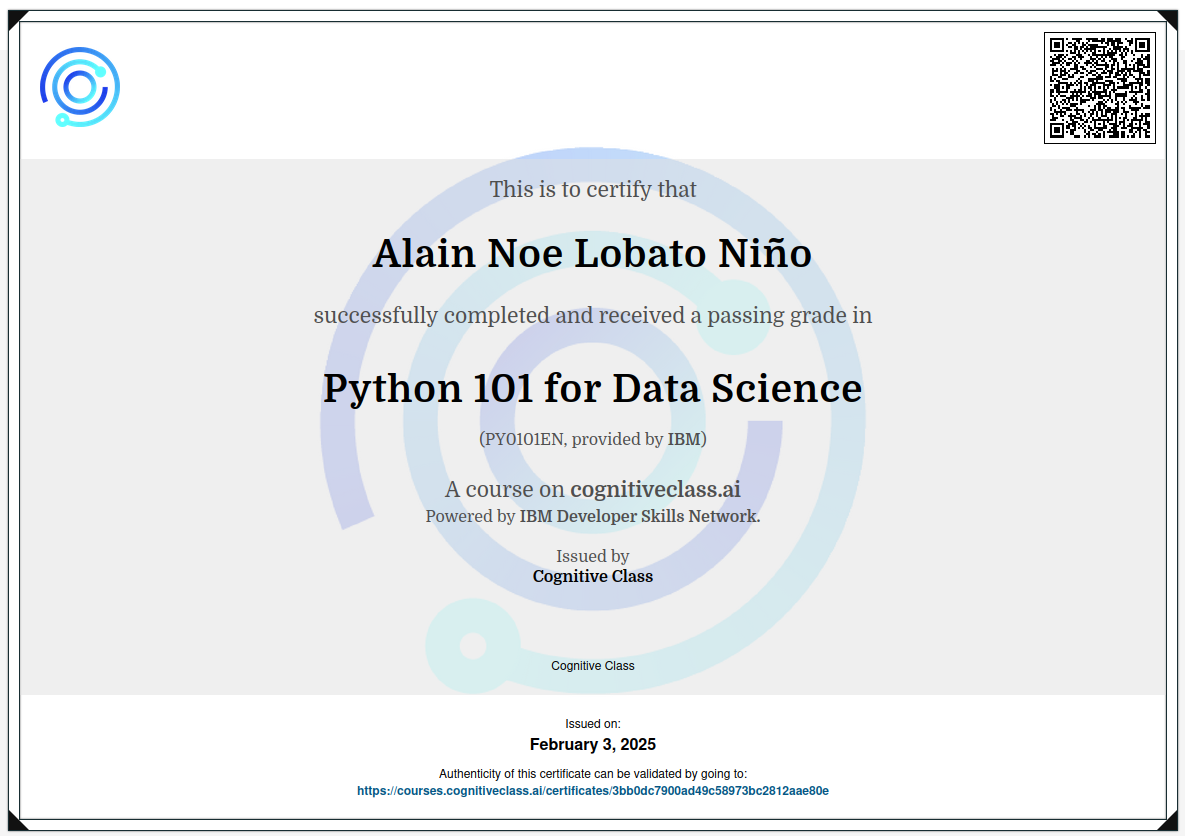 This is to certify that
Alain Noe Lobato Niño
successfully completed and received a passing grade in
Python 101 for Data Science
(PY0101EN, provided by IBM)
A course on cognitiveclass.ai
Powered by IBM Developer Skills Network.
Issued by
Cognitive Class
Cognitive Class
Issued on:
February 3, 2025
Authenticity of this certificate can be validated by going to:
https://courses.cognitiveclass.ai/certificates/3bb0dc7900ad49c58973bc2812aae80e